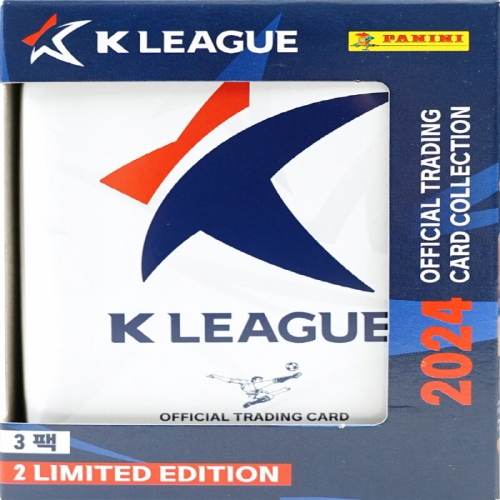 K LEAGUE
PANINI
2024 OFFICIAL TRADING
CARD COLLECTION
K LEAGUE
OFFICIAL TRADING CARD
3 팩
2 LIMITED EDITION